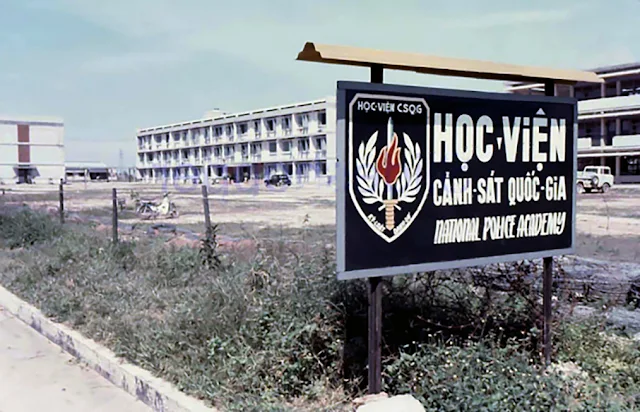 HỌC-VIỆN CSQG
HỌC-VIỆN
CẢNH-SÁT QUỐC-GIA
NATIONAL POLICE ACADEMY